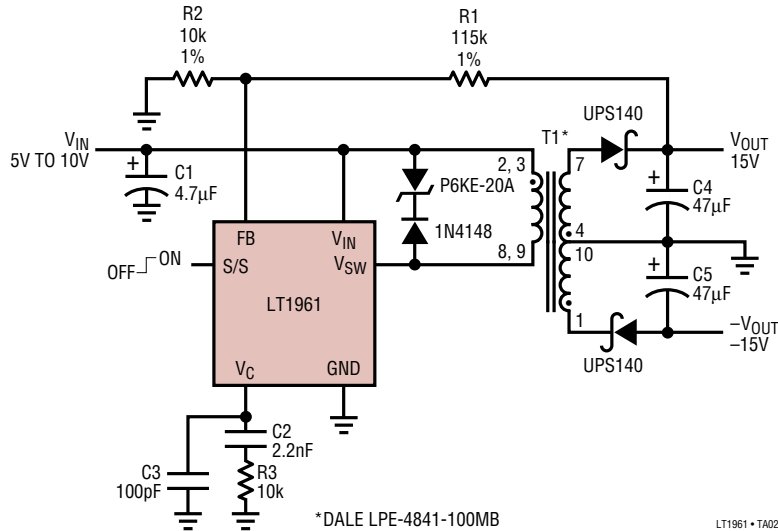 R2
10k
1%
R1
115k
1%
UPS140
VIN
5V TO 10V
T1*
VOUT
15V
+
C1
4.7µF
2, 3
7
P6KE-20A
+
C4
47µF
1N4148
4
10
8, 9
FB
VIN
OFF
ON
S/S
VSW
LT1961
+
C5
47µF
1
–VOUT
–15V
UPS140
VC
GND
C2
2.2nF
C3
100pF
R3
10k
*DALE LPE-4841-100MB
LT1961 • TA02